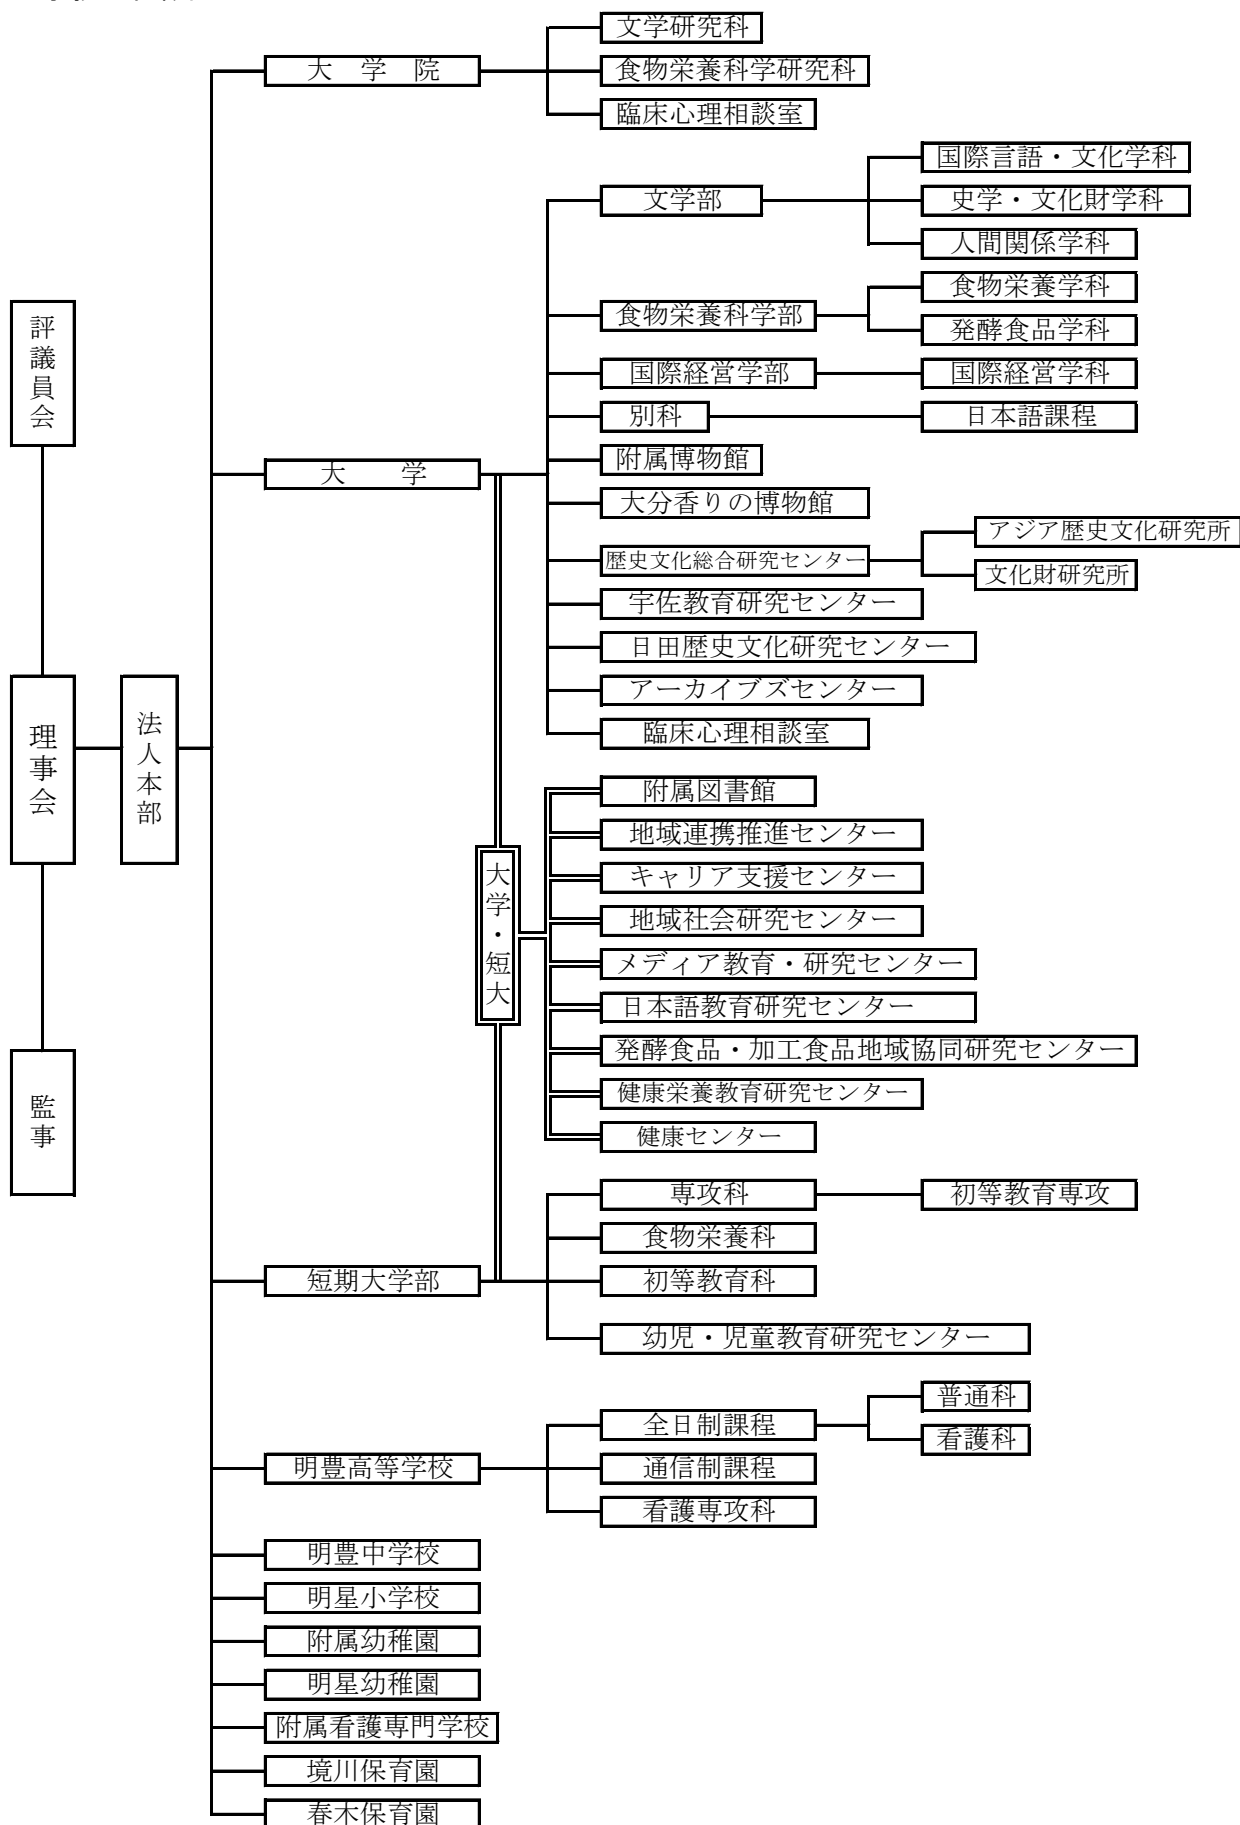 文学研究科
大 学 院
食物栄養科学研究科
臨床心理相談室
国際言語・文化学科
文学部
史学・文化財学科
人間関係学科
食物栄養学科
食物栄養科学部
発酵食品学科
国際経営学部
国際経営学科
別科
日本語課程
附属博物館
大 学
大分香りの博物館
アジア歴史文化研究所
歴史文化総合研究センター
文化財研究所
宇佐教育研究センター
日田歴史文化研究センター
アーカイブズセンター
臨床心理相談室
評議員会
理事会
法人本部
監事
大学・短大
附属図書館
地域連携推進センター
キャリア支援センター
地域社会研究センター
メディア教育・研究センター
日本語教育研究センター
発酵食品・加工食品地域協同研究センター
健康栄養教育研究センター
健康センター
専攻科
初等教育専攻
食物栄養科
短期大学部
初等教育科
幼児・児童教育研究センター
普通科
全日制課程
看護科
明豊高等学校
通信制課程
看護専攻科
明豊中学校
明星小学校
附属幼稚園
明星幼稚園
附属看護専門学校
境川保育園
春木保育園